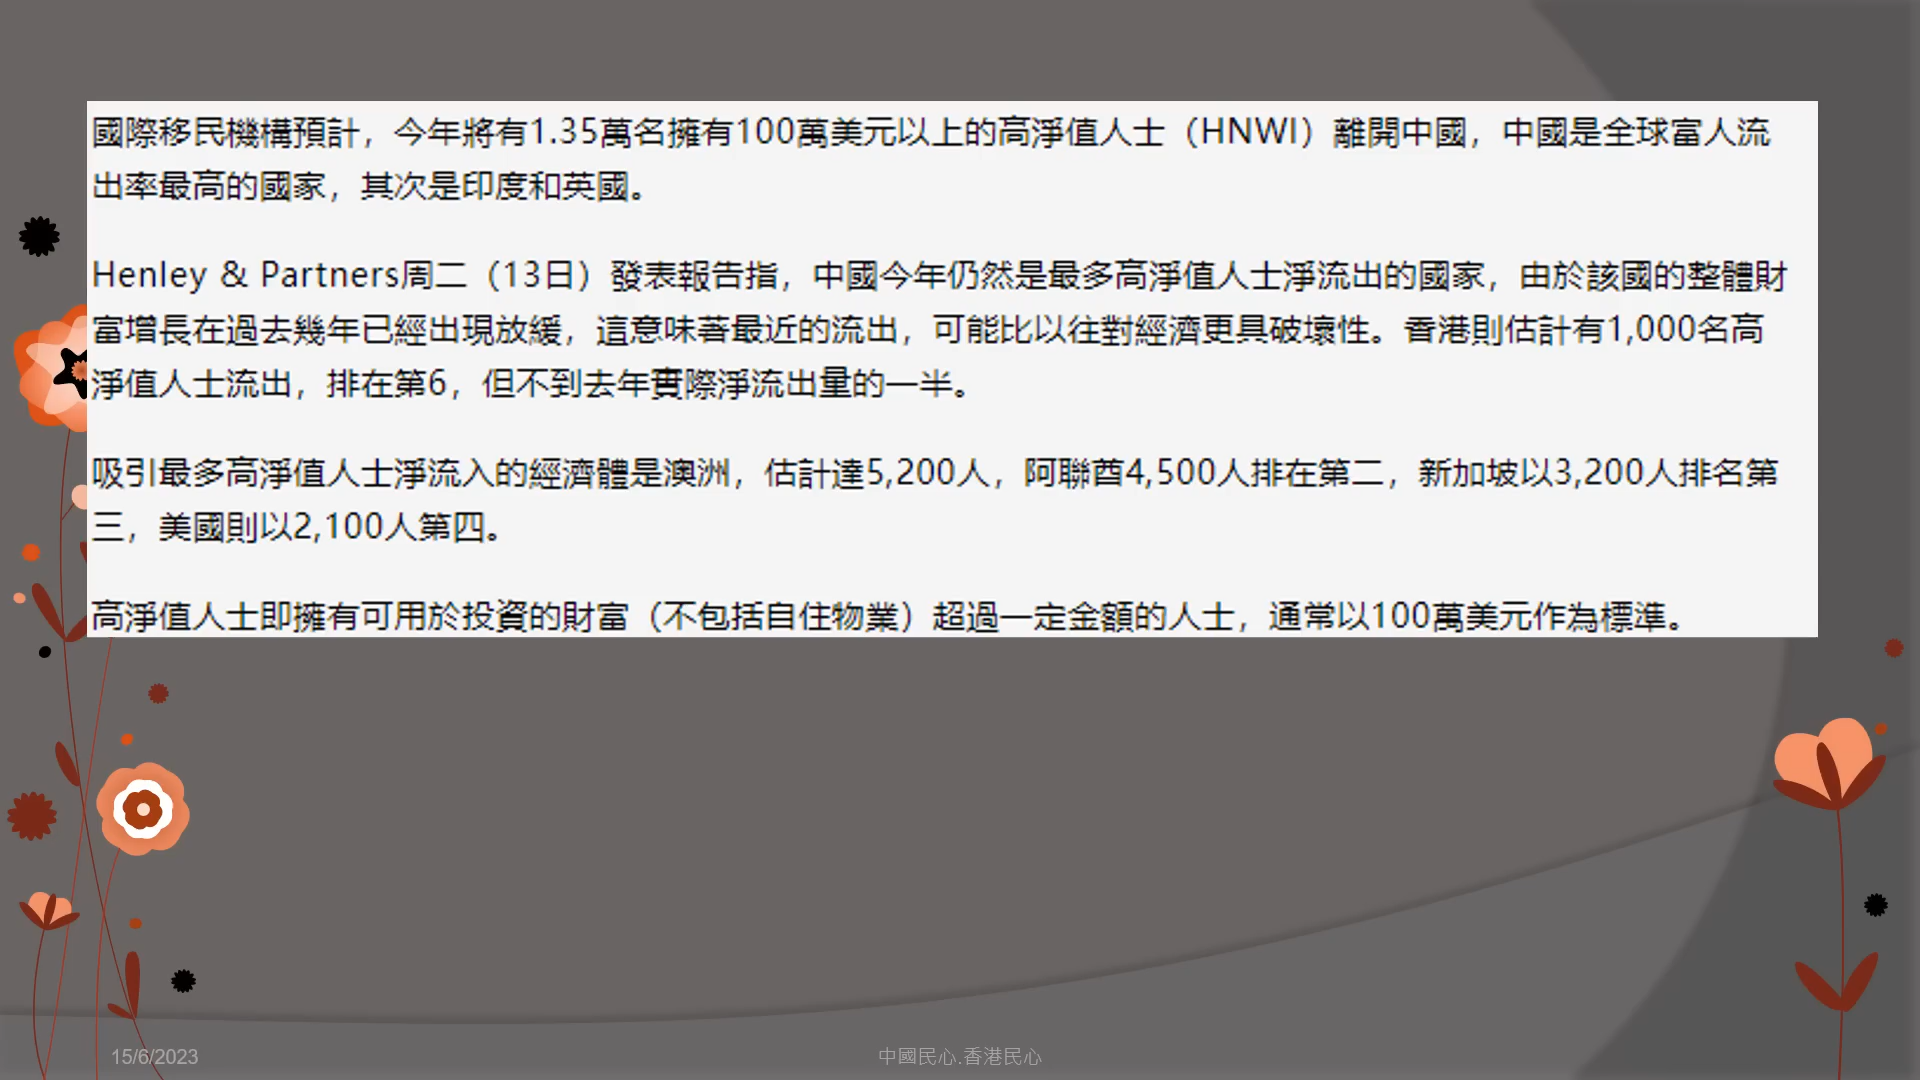 國際移民機構預計，今年將有1.35萬名擁有100萬美元以上的高淨值人士（HNWI）離開中國，中國是全球富人流
出率最高的國家，其次是印度和英國。
Henley & Partners周二（13日）發表報告指，中國今年仍然是最多高淨值人士淨流出的國家，由於該國的整體財
富增長在過去幾年已經出現放緩，這意味著最近的流出，可能比以往對經濟更具破壞性。香港則估計有1,000名高
淨值人士流出，排在第6，但不到去年實際淨流出量的一半。
吸引最多高淨值人士淨流入的經濟體是澳洲，估計達5,200人，阿聯酋4,500人排在第二，新加坡以3,200人排名第
三，美國則以2,100人第四。
高淨值人士即擁有可用於投資的財富（不包括自住物業）超過一定金額的人士，通常以100萬美元作為標準。
15/6/2023
中國民心.香港民心